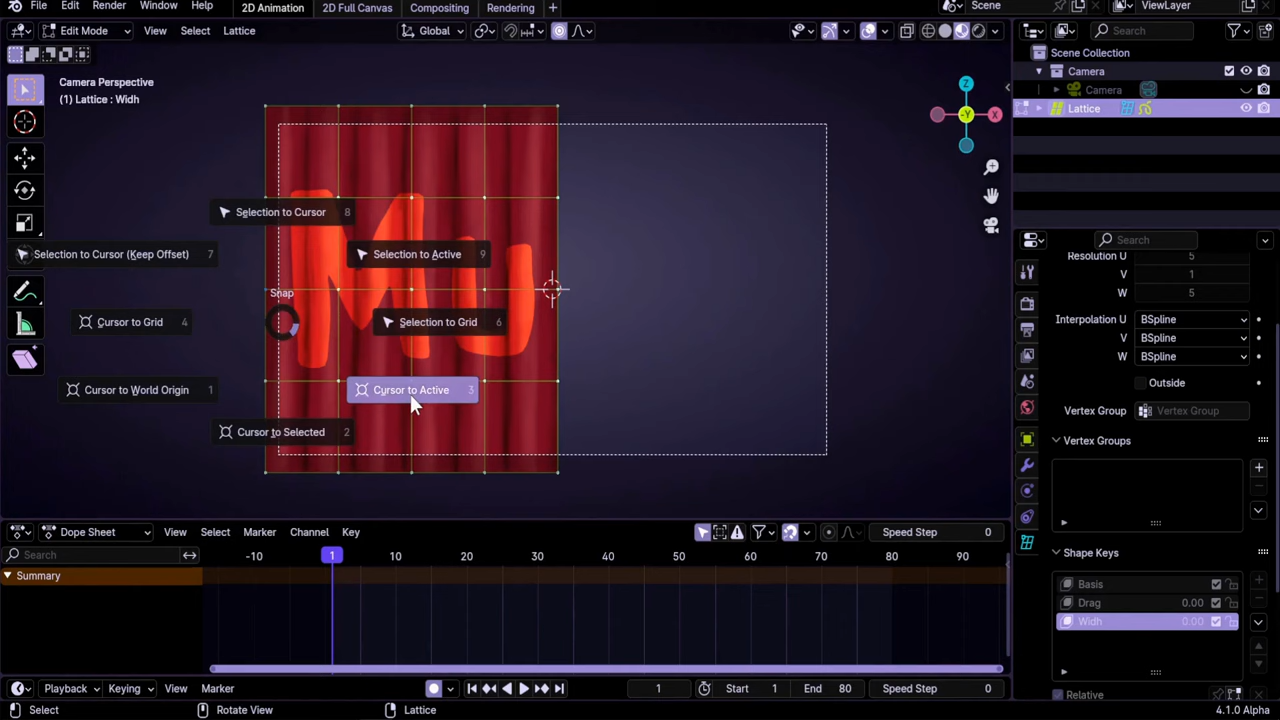 File Edit Render Window Help 2D Animation 2D Full Canvas Compositing Rendering + Scene ViewLayer
Edit Mode View Select Lattice Global Search
Camera Perspective
(1) Lattice : Widh
Z
-Y
X
Scene Collection
Camera
Camera
Lattice
Mu
Snap
Selection to Cursor 8
Selection to Cursor (Keep Offset) 7
Selection to Active 9
Cursor to Grid 4
Selection to Grid 6
Cursor to World Origin 1
Cursor to Active 3
Cursor to Selected 2
Search
Resolution U 5
V 1
W 5
Interpolation U BSpline
V BSpline
W BSpline
Outside
Vertex Group Vertex Group
Vertex Groups
Shape Keys
Basis
Drag 0.00
Widh 0.00
Relative
Dope Sheet View Select Marker Channel Key Speed Step 0
Search -10 1 10 20 30 40 50 60 70 80 90
Summary
Playback Keying View Marker 1 Start 1 End 80 Speed Step 0
Select Rotate View Lattice 4.1.0 Alpha